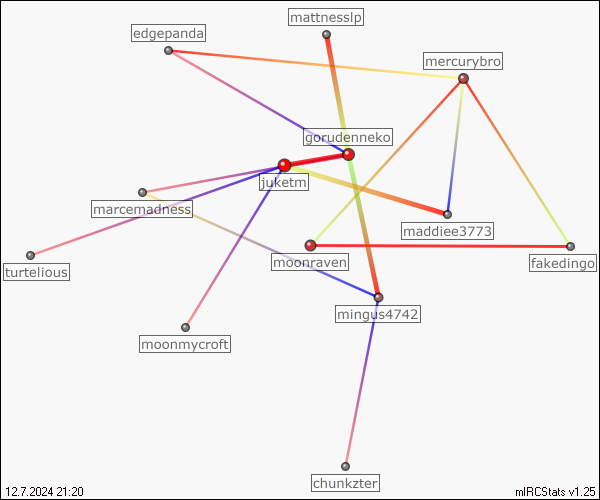 mattnesslp
edgepanda
mercurybro
gorudenneko
juketm
marcemadness
maddiee3773
moonraven
fakedingo
turtelious
mingus4742
moonmycroft
chunkzter
12.7.2024 21:20
mIRCStats v1.25